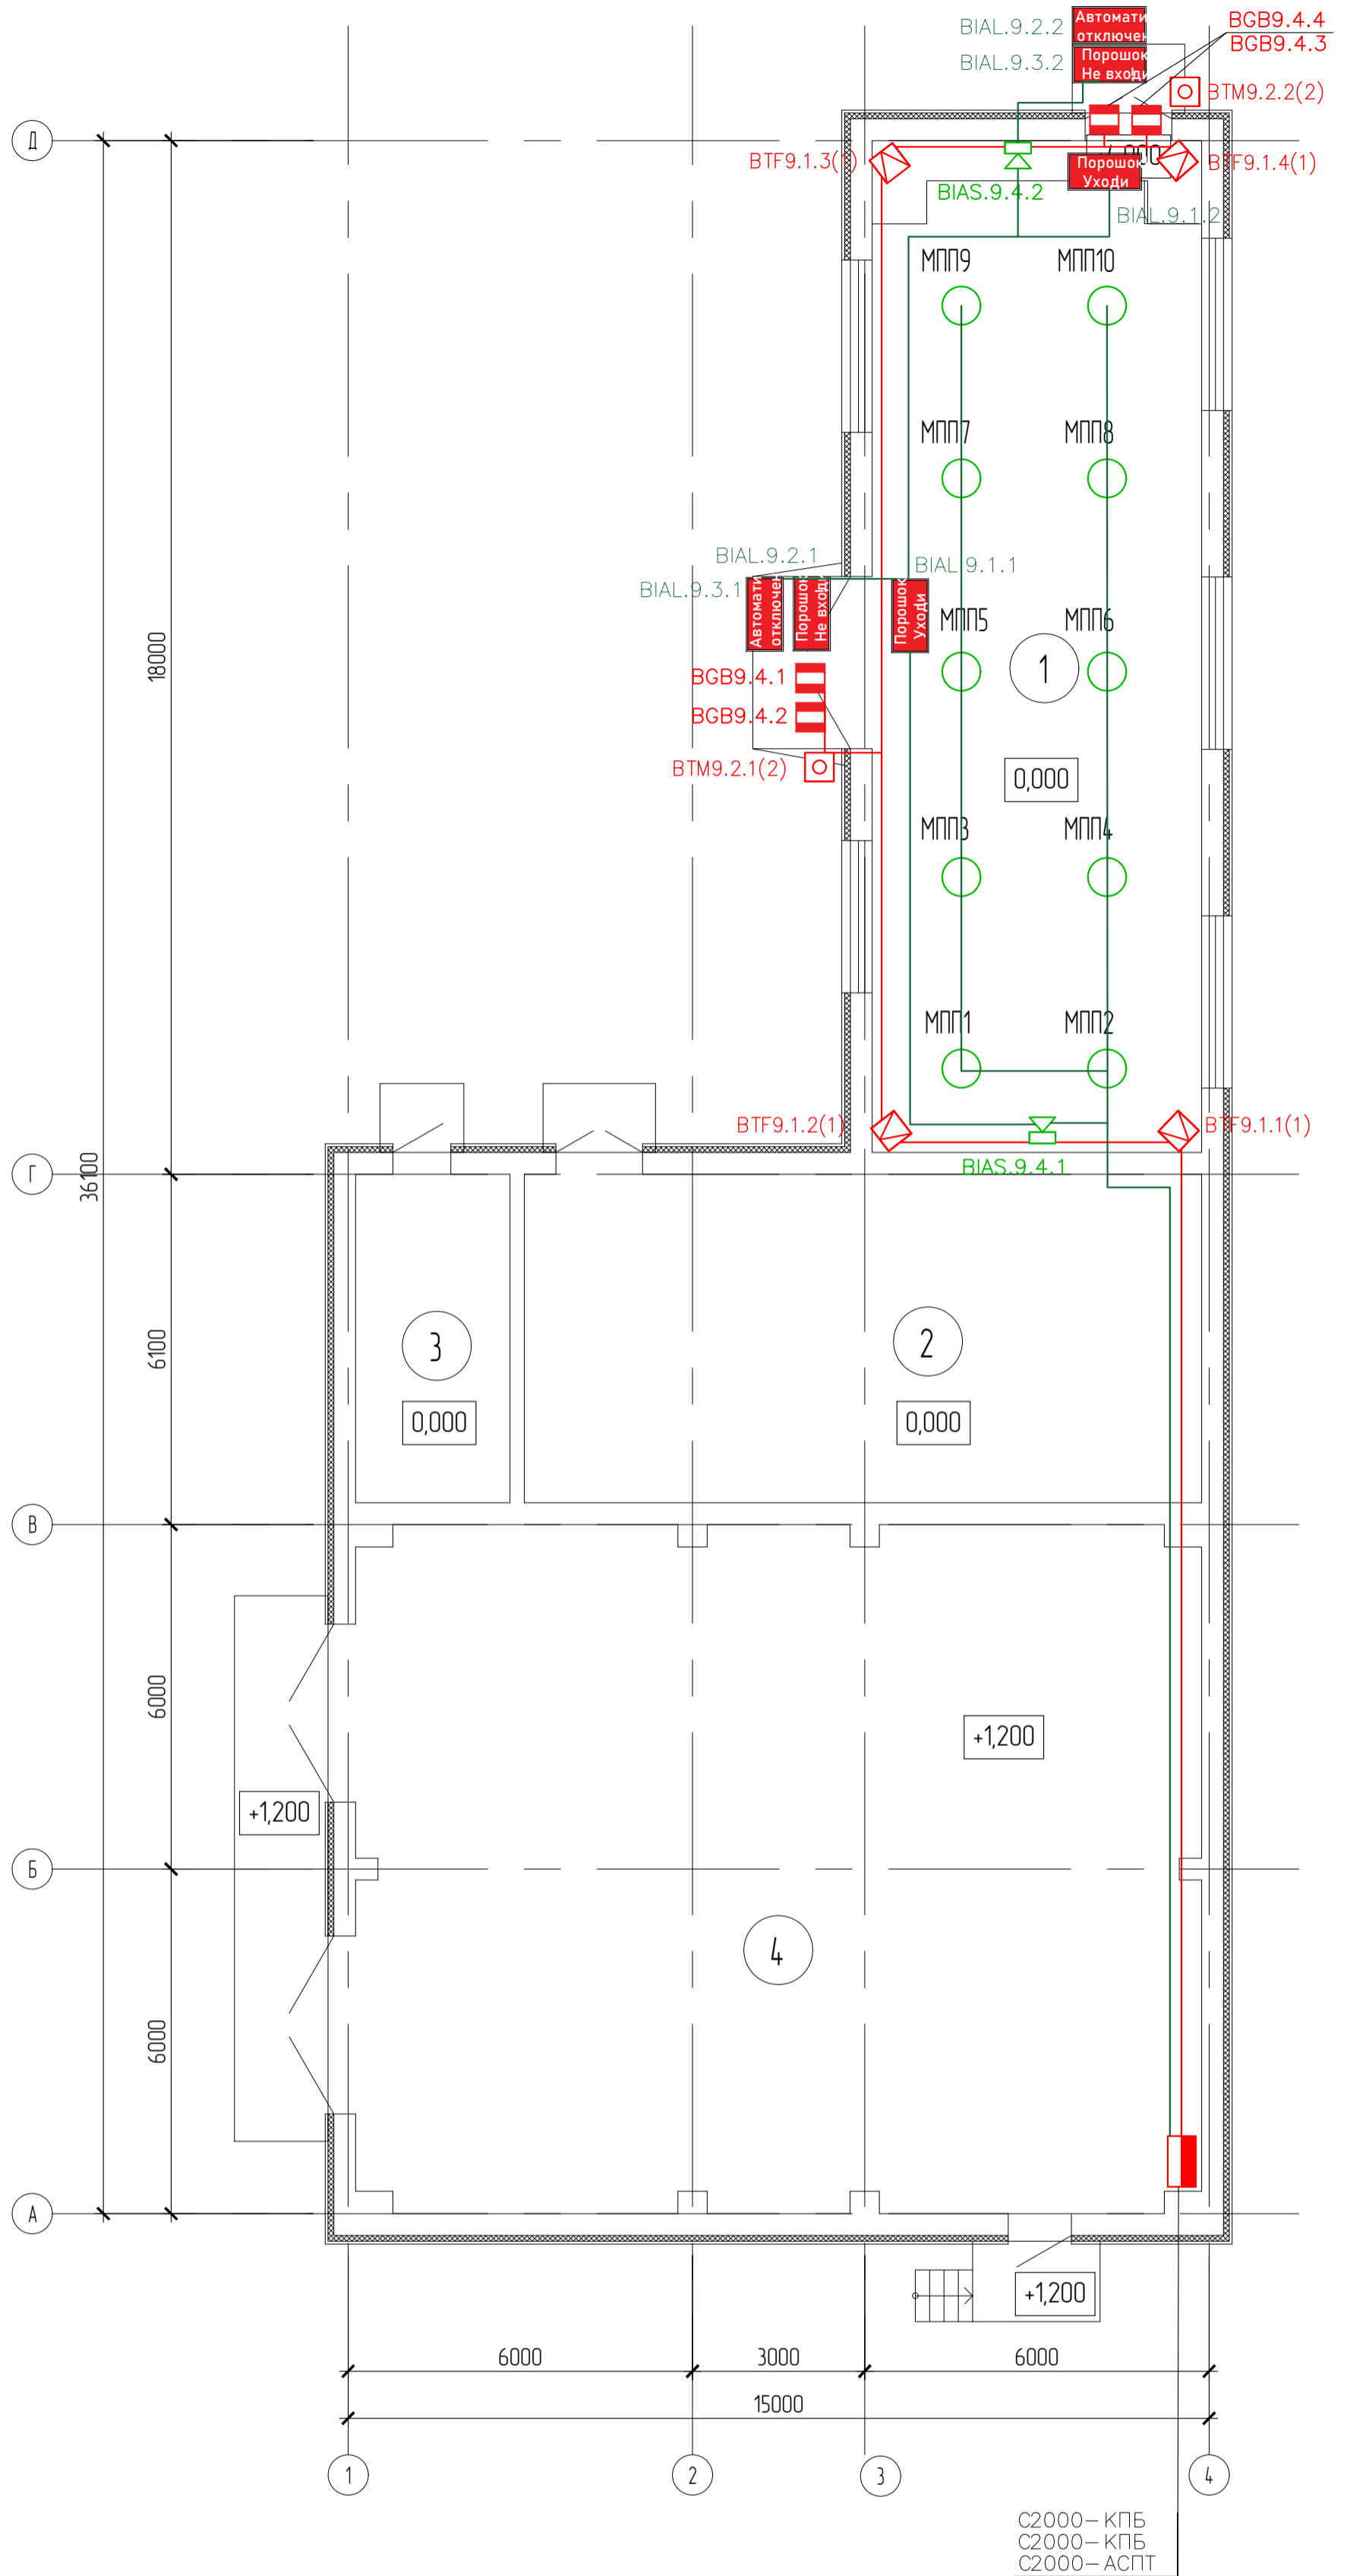 BIAL.9.2.2
Автомати
отключен
BGB9.4.4
BGB9.4.3
BIAL.9.3.2
Порошок
Не входи
BTM9.2.2(2)
Д
BTF9.1.3(1)
Порошок
Уходи
BTF9.1.4(1)
BIAS.9.4.2
BIAL.9.1.2
МПП9
МПП10
МПП7
МПП8
BIAL.9.2.1
BIAL.9.1.1
BIAL.9.3.1
Автомати
отключен
Порошок
Не входи
Порошок
Уходи
МПП5
МПП6
1
18000
BGB9.4.1
BGB9.4.2
BTM9.2.1(2)
0,000
МПП3
МПП4
МПП1
МПП2
BTF9.1.2(1)
BTF9.1.1(1)
BIAS.9.4.1
Г
36100
6100
3
2
0,000
0,000
В
6000
+1,200
+1,200
Б
4
6000
А
+1,200
6000
3000
6000
15000
1
2
3
4
С2000-КПБ
С2000-КПБ
С2000-АСПТ